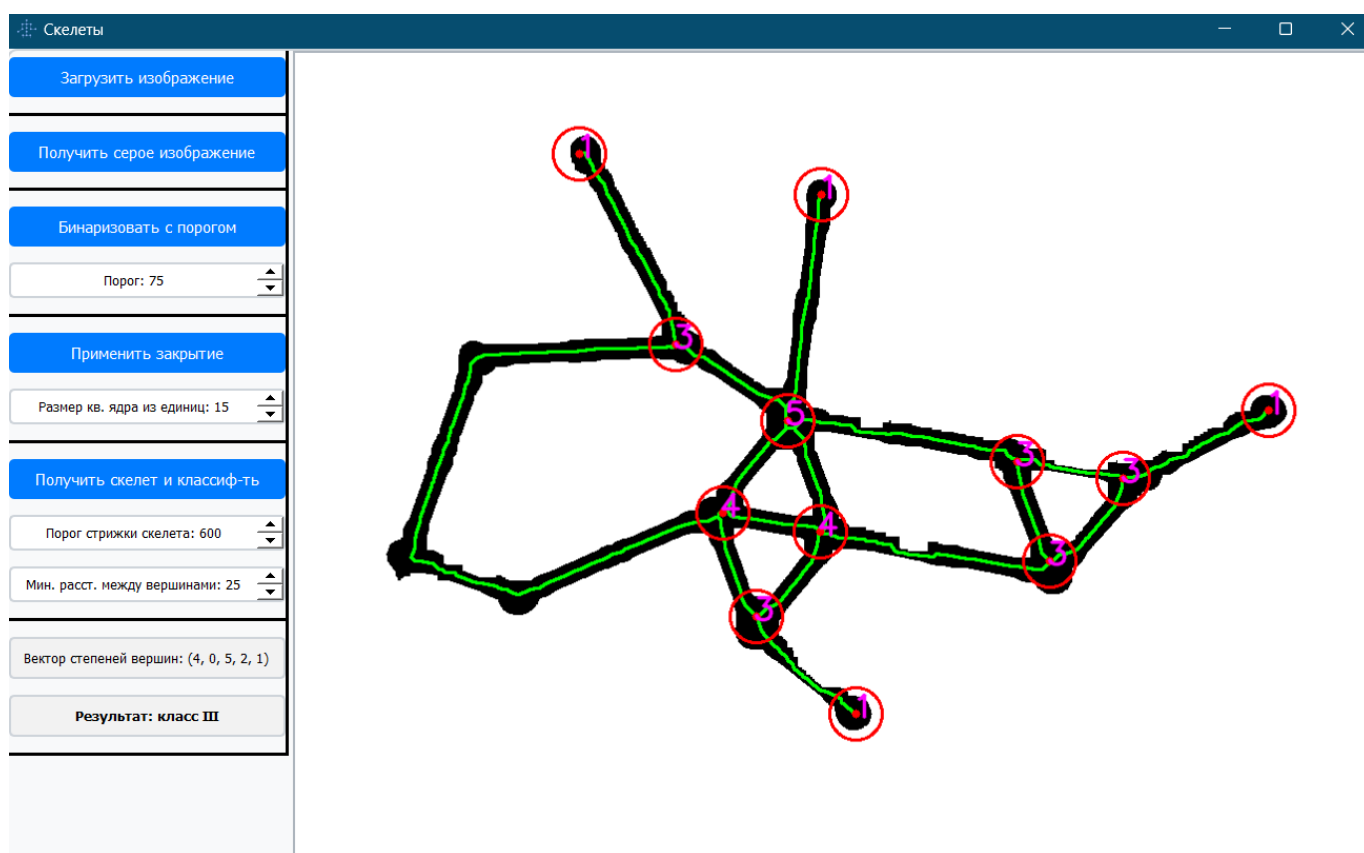 Скелеты
Загрузить изображение
Получить серое изображение
Бинаризовать с порогом
Порог: 75
Применить закрытие
Размер кв. ядра из единиц: 15
Получить скелет и классиф-ть
Порог стрижки скелета: 600
Мин. расст. между вершинами: 25
Вектор степеней вершин: (4, 0, 5, 2, 1)
Результат: класс III
1
1
3
1
5
3
3
4
4
3
3
1